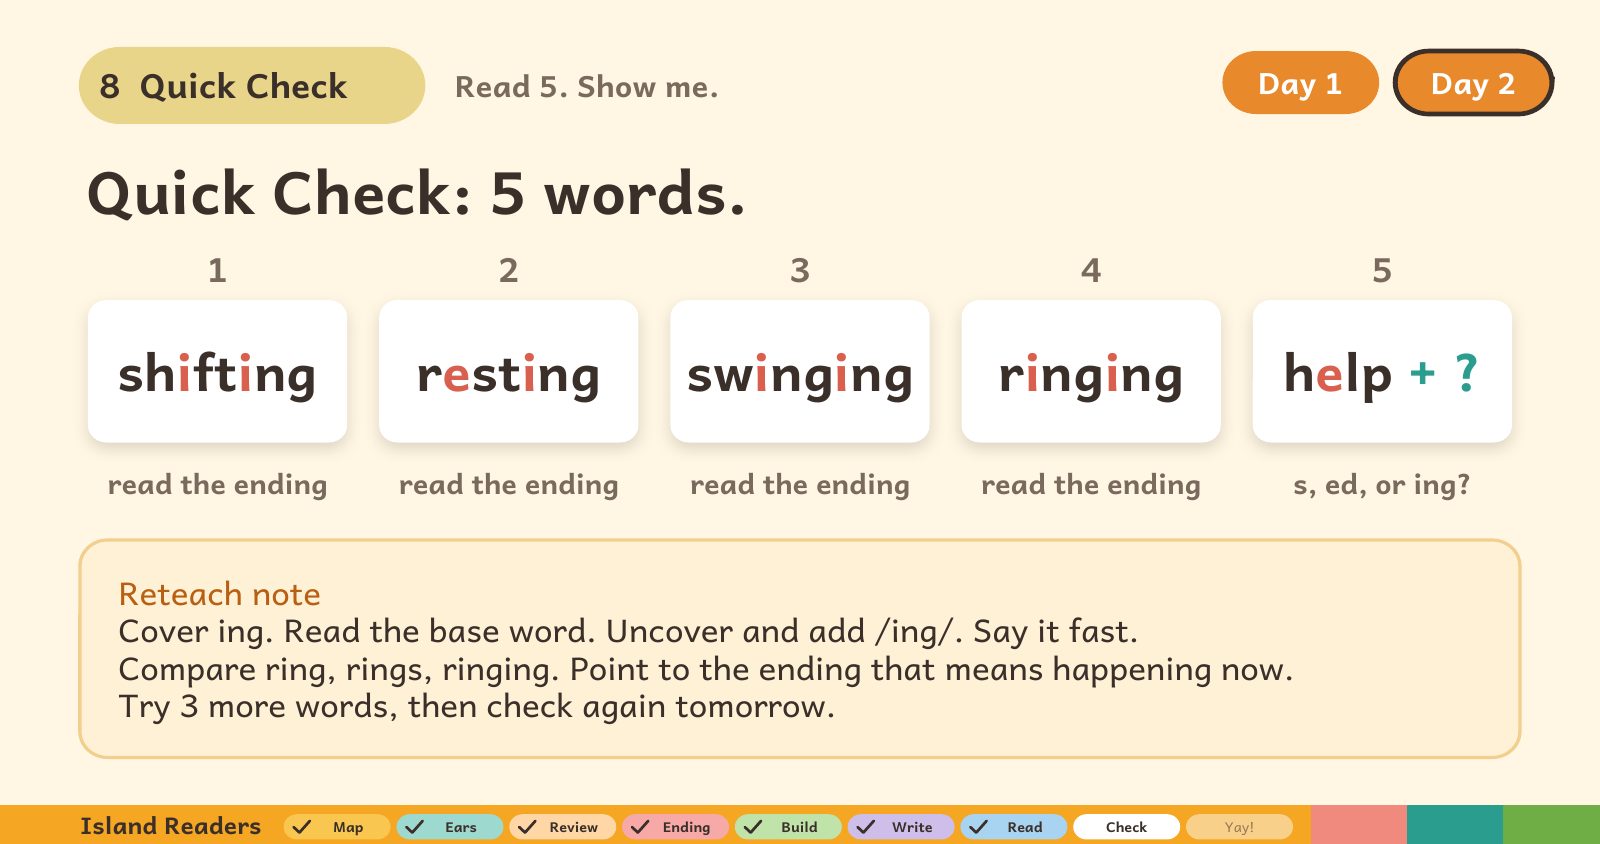 8 Quick Check
Read 5. Show me.
Day 1
Day 2
Quick Check: 5 words.
1
2
3
4
5
shifting
resting
swinging
ringing
help + ?
read the ending
read the ending
read the ending
read the ending
s, ed, or ing?
Reteach note
Cover ing. Read the base word. Uncover and add /ing/. Say it fast.
Compare ring, rings, ringing. Point to the ending that means happening now.
Try 3 more words, then check again tomorrow.
Island Readers
Map
Ears
Review
Ending
Build
Write
Read
Check
Yay!